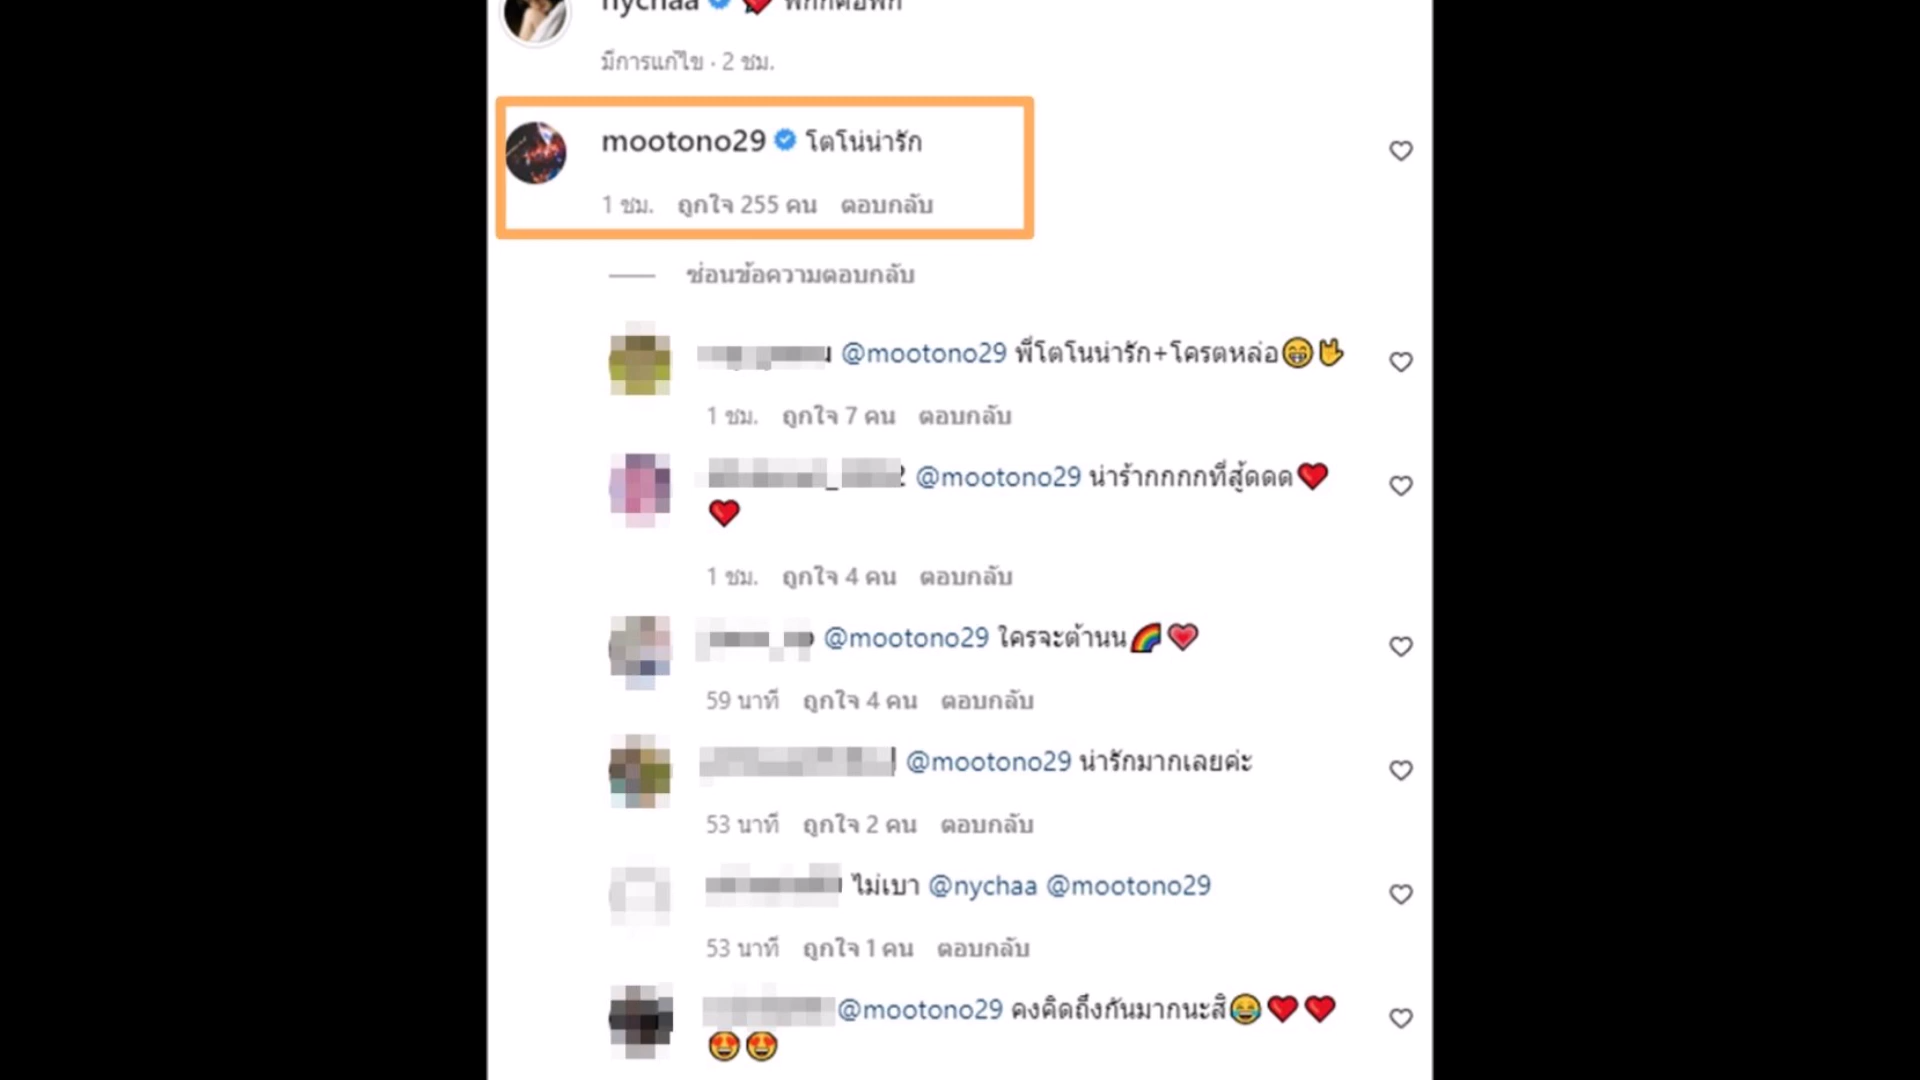 nychaa
มีการแก้ไข · 2 ชม.
mootono29 โตโน่น่ารัก
1 ชม. ถูกใจ 255 คน ตอบกลับ
ซ่อนข้อความตอบกลับ
@mootono29 พี่โตโนน่ารัก+โครตหล่อ😁🤟
1 ชม. ถูกใจ 7 คน ตอบกลับ
@mootono29 น่าร้ากกกกที่สู้ดดด❤️
❤️
1 ชม. ถูกใจ 4 คน ตอบกลับ
@mootono29 ใครจะต้านน🌈💗
59 นาที ถูกใจ 4 คน ตอบกลับ
@mootono29 น่ารักมากเลยค่ะ
53 นาที ถูกใจ 2 คน ตอบกลับ
ไม่เบา @nychaa @mootono29
53 นาที ถูกใจ 1 คน ตอบกลับ
@mootono29 คงคิดถึงกันมากนะสิ😂❤️❤️
😍😍